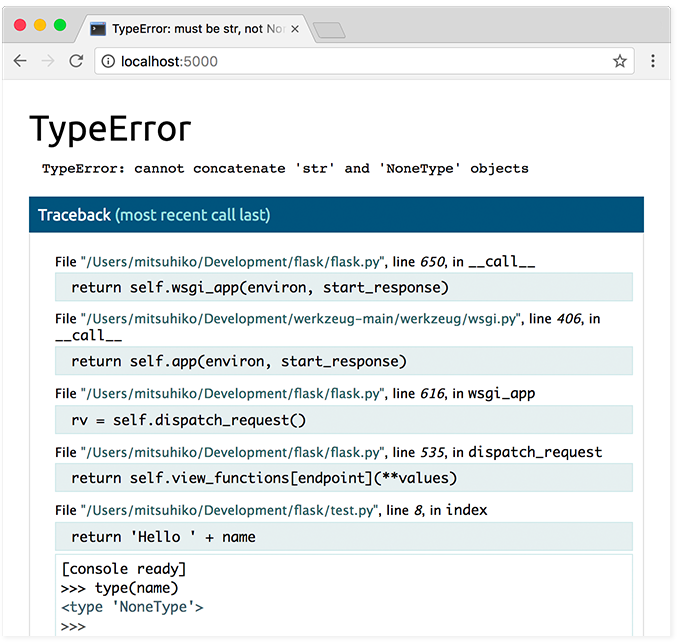 TypeError: must be str, not No
localhost:5000
TypeError
TypeError: cannot concatenate 'str' and 'NoneType' objects
Traceback (most recent call last)
File "/Users/mitsuhiko/Development/flask/flask.py", line 650, in __call__
return self.wsgi_app(environ, start_response)
File "/Users/mitsuhiko/Development/werkzeug-main/werkzeug/wsgi.py", line 406, in
__call__
return self.app(environ, start_response)
File "/Users/mitsuhiko/Development/flask/flask.py", line 616, in wsgi_app
rv = self.dispatch_request()
File "/Users/mitsuhiko/Development/flask/flask.py", line 535, in dispatch_request
return self.view_functions[endpoint](**values)
File "/Users/mitsuhiko/Development/flask/test.py", line 8, in index
return 'Hello ' + name
[console ready]
>>> type(name)
<type 'NoneType'>
>>>